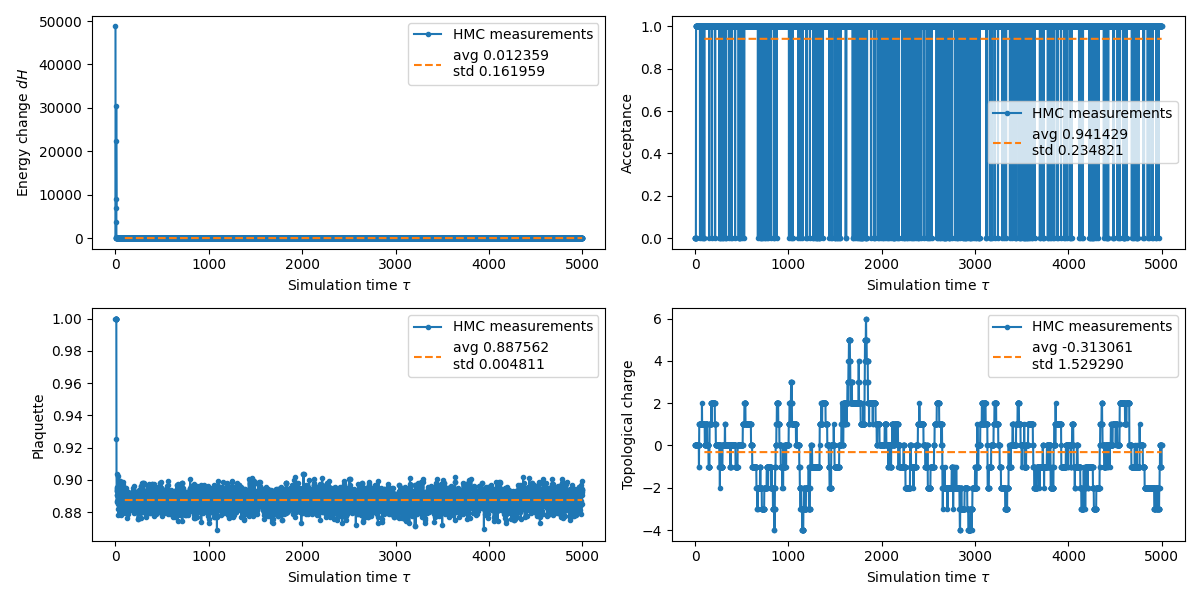 50000
40000
30000
20000
10000
0
Energy change dH
HMC measurements
avg 0.012359
std 0.161959
0 1000 2000 3000 4000 5000
Simulation time τ
1.0
0.8
0.6
0.4
0.2
0.0
Acceptance
HMC measurements
avg 0.941429
std 0.234821
0 1000 2000 3000 4000 5000
Simulation time τ
1.00
0.98
0.96
0.94
0.92
0.90
0.88
Plaquette
HMC measurements
avg 0.887562
std 0.004811
0 1000 2000 3000 4000 5000
Simulation time τ
6
4
2
0
−2
−4
Topological charge
HMC measurements
avg -0.313061
std 1.529290
0 1000 2000 3000 4000 5000
Simulation time τ